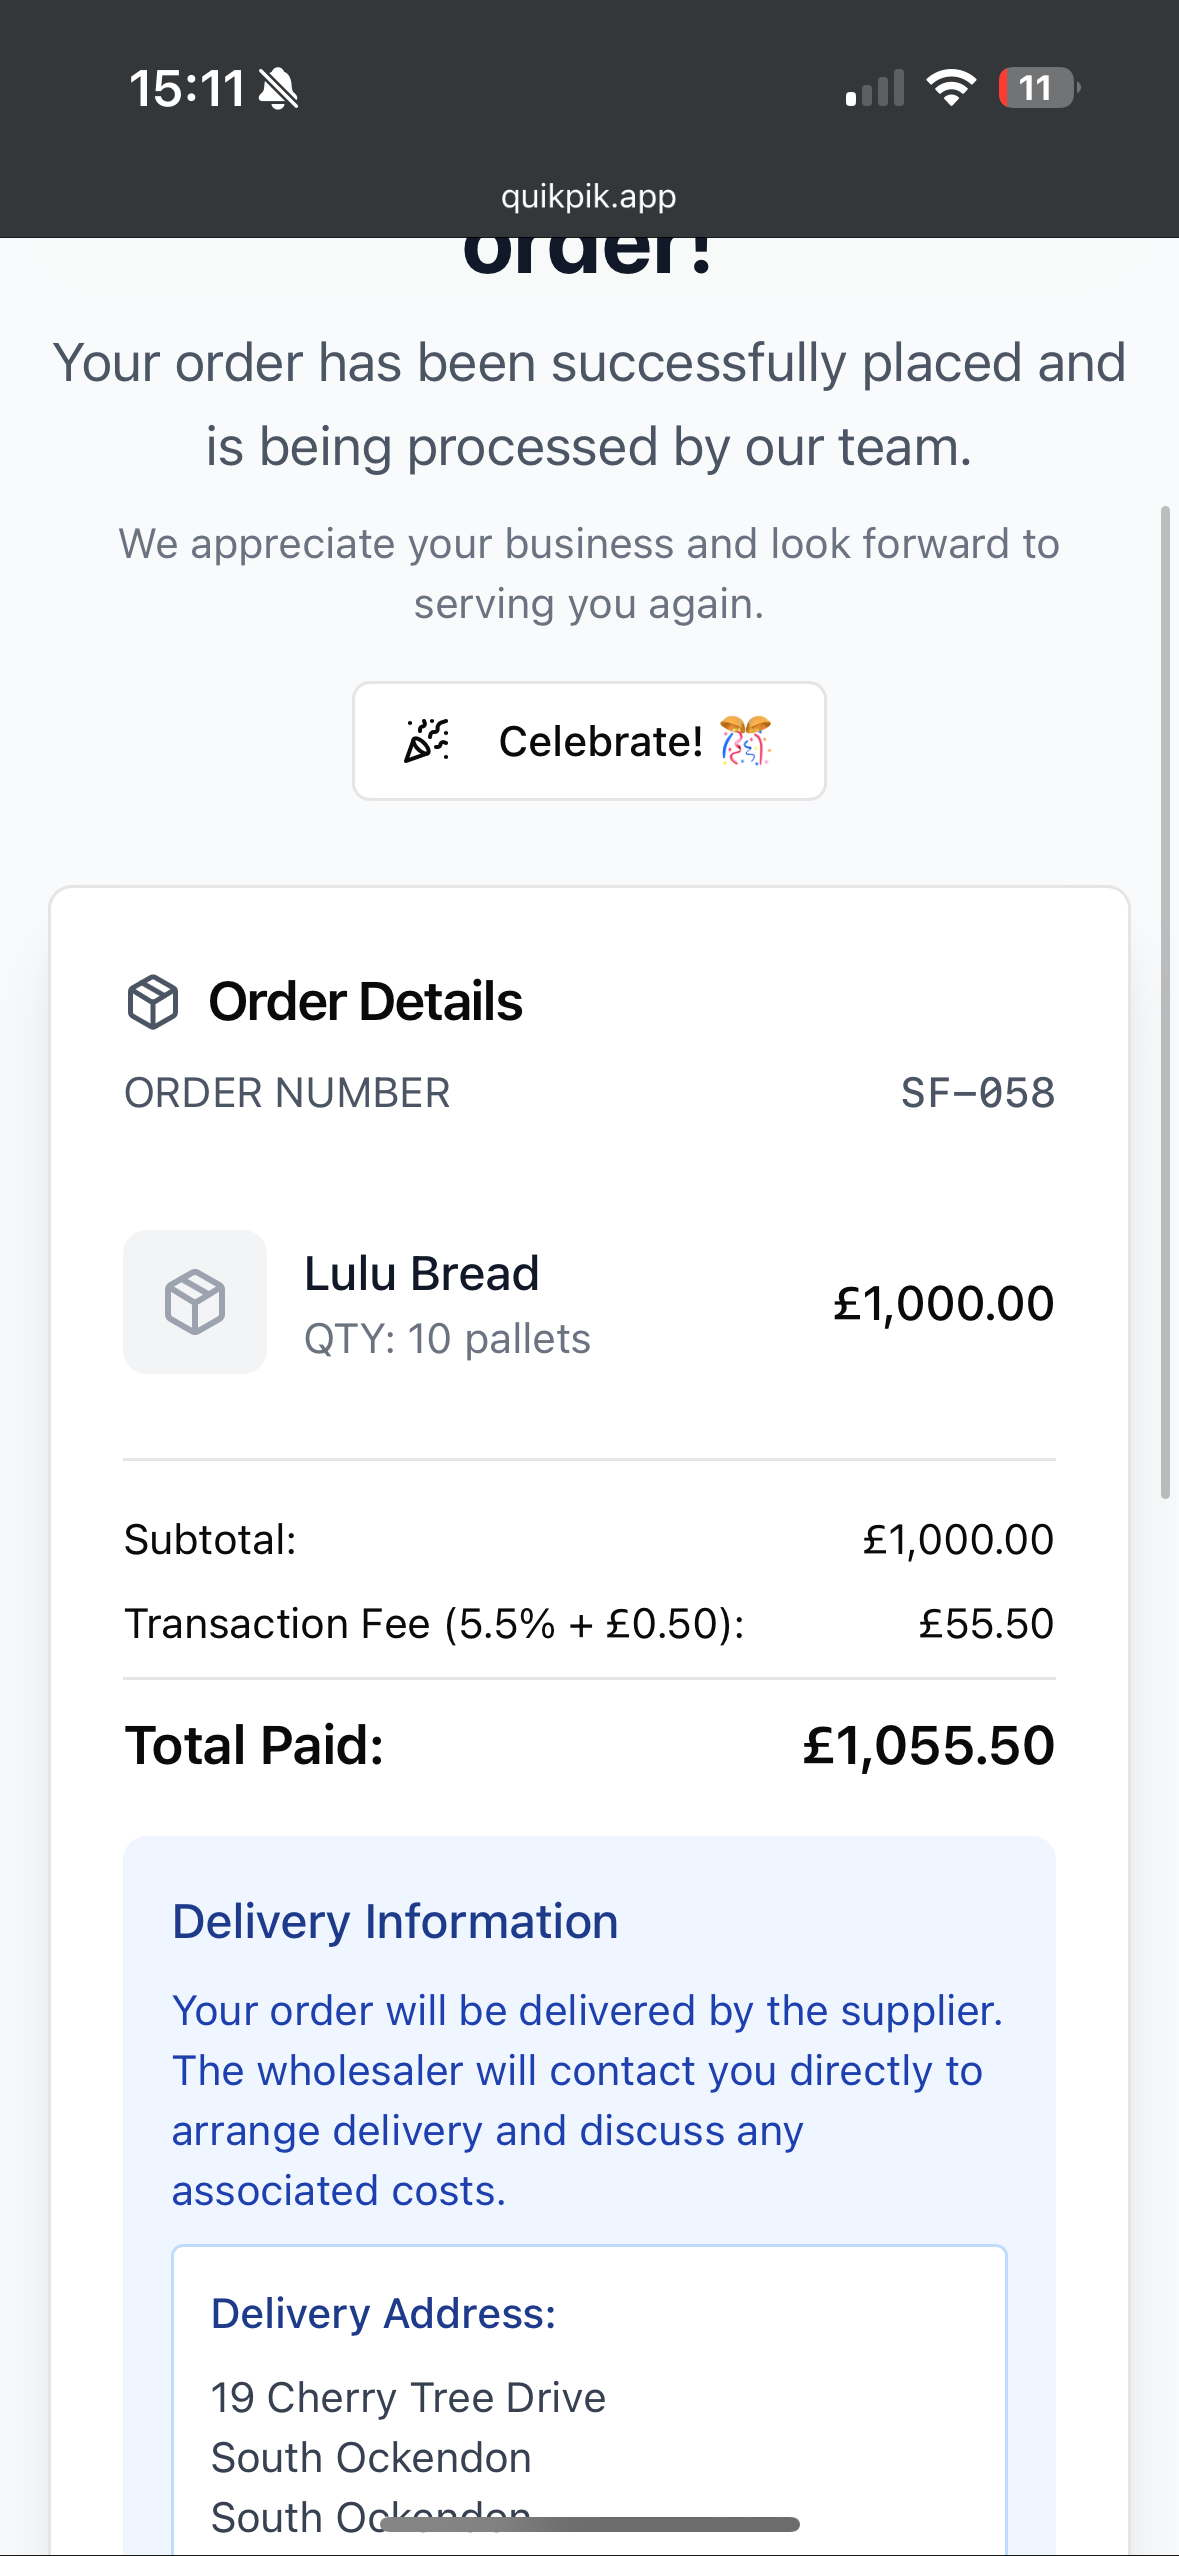 15:11
11
quikpik.app
order!
Your order has been successfully placed and
is being processed by our team.
We appreciate your business and look forward to
serving you again.
Celebrate! 🎊
Order Details
ORDER NUMBER SF-058
Lulu Bread
QTY: 10 pallets
£1,000.00
Subtotal: £1,000.00
Transaction Fee (5.5% + £0.50): £55.50
Total Paid: £1,055.50
Delivery Information
Your order will be delivered by the supplier.
The wholesaler will contact you directly to
arrange delivery and discuss any
associated costs.
Delivery Address:
19 Cherry Tree Drive
South Ockendon
South Ockendon